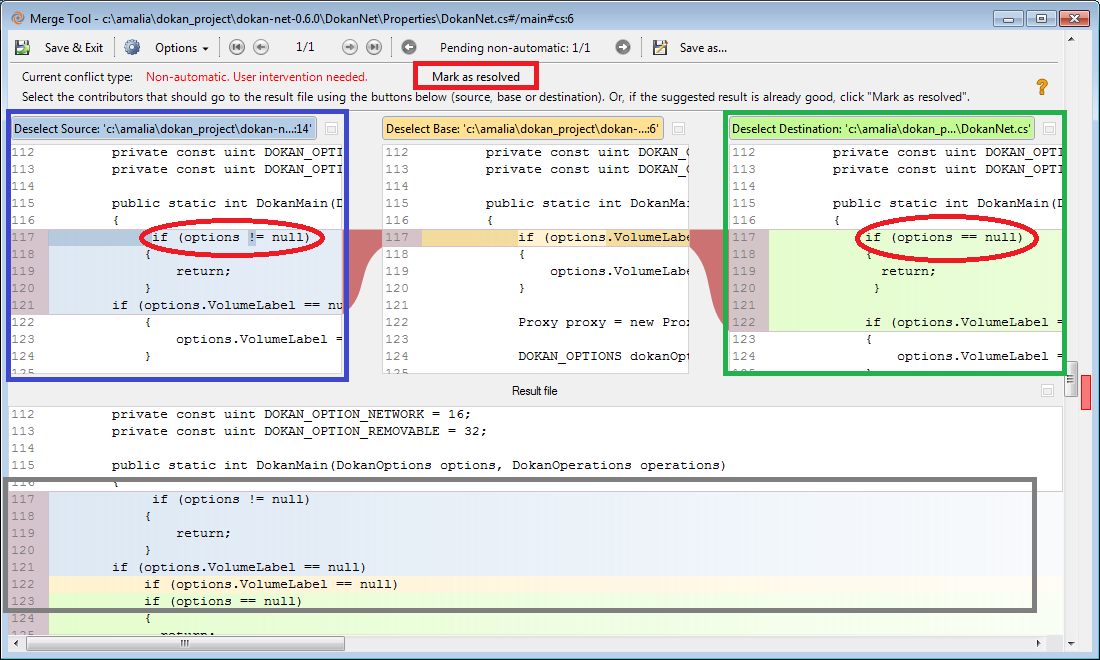 Merge Tool - c:\amalia\dokan_project\dokan-net-0.6.0\DokanNet\Properties\DokanNet.cs#/main#cs:6
Save & Exit Options 1/1 Pending non-automatic: 1/1 Save as...
Current conflict type: Non-automatic. User intervention needed. Mark as resolved
Select the contributors that should go to the result file using the buttons below (source, base or destination). Or, if the suggested result is already good, click "Mark as resolved".
?
Deselect Source: 'c:\amalia\dokan_project\dokan-n...:14'
112 private const uint DOKAN_OPTI
113 private const uint DOKAN_OPTI
114
115 public static int DokanMain(D
116 {
117 if (options != null)
118 {
119 return;
120 }
121 if (options.VolumeLabel == nu
122 {
123 options.VolumeLabel =
124 }
125
Deselect Base: 'c:\amalia\dokan_project\dokan-...:6'
112 private const uint DOKAN_O
113 private const uint DOKAN_O
114
115 public static int DokanMai
116 {
117 if (options.VolumeLabe
118 {
119 options.VolumeLabe
120 }
121
122 Proxy proxy = new Prox
123
124 DOKAN_OPTIONS dokanOpt
125
Deselect Destination: 'c:\amalia\dokan_p...\DokanNet.cs'
112 private const uint DOKAN_OPTI
113 private const uint DOKAN_OPTI
114
115 public static int DokanMain(D
116 {
117 if (options == null)
118 {
119 return;
120 }
121
122 if (options.VolumeLabel =
123 {
124 options.VolumeLabel =
125 }
Result file
112 private const uint DOKAN_OPTION_NETWORK = 16;
113 private const uint DOKAN_OPTION_REMOVABLE = 32;
114
115 public static int DokanMain(DokanOptions options, DokanOperations operations)
116 {
117 if (options != null)
118 {
119 return;
120 }
121 if (options.VolumeLabel == null)
122 if (options.VolumeLabel == null)
123 if (options == null)
124 {
125 return;